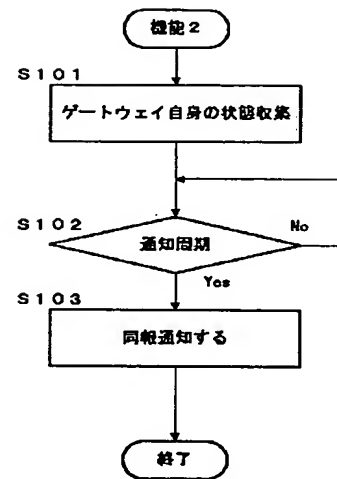 機能2
S101
ゲートウェイ自身の状態収集
S102
通知周期
No
Yes
S103
同報通知する
終了